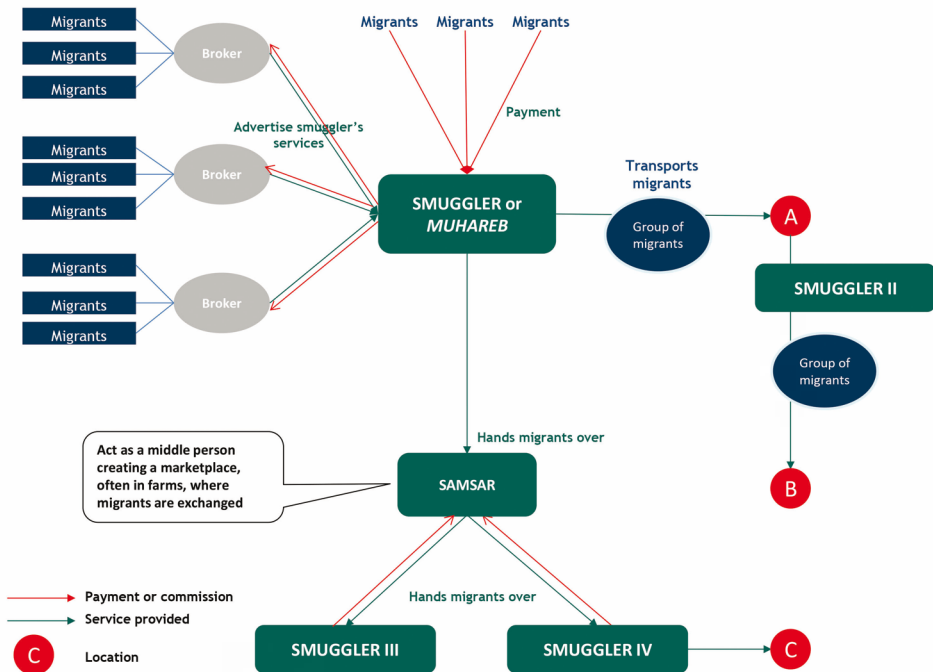 Migrants
Migrants
Migrants
Broker
Migrants
Migrants
Migrants
Payment
Advertise smuggler's
services
Migrants
Migrants
Migrants
Broker
SMUGGLER or
MUHAREB
Transports
migrants
Group of
migrants
A
Migrants
Migrants
Migrants
Broker
SMUGGLER II
Group of
migrants
B
Hands migrants over
Act as a middle person
creating a marketplace,
often in farms, where
migrants are exchanged
SAMSAR
Hands migrants over
SMUGGLER III
SMUGGLER IV
C
Payment or commission
Service provided
C
Location